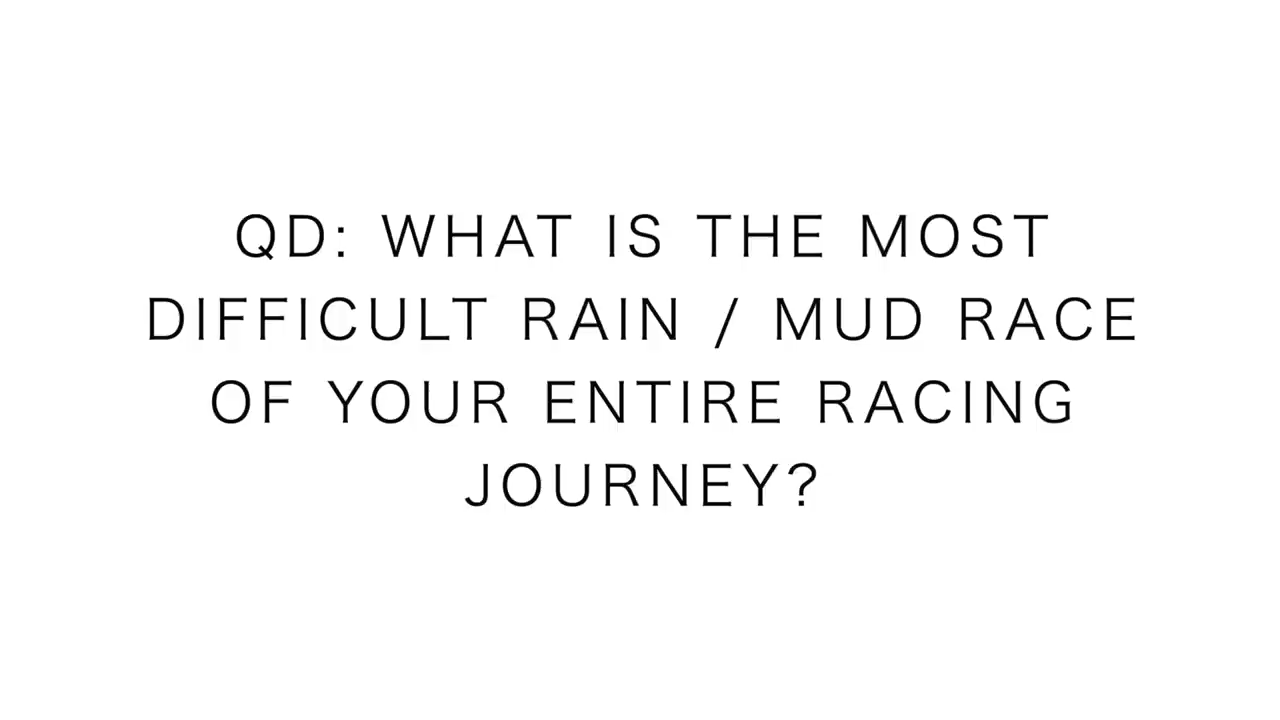 QD: WHAT IS THE MOST
DIFFICULT RAIN / MUD RACE
OF YOUR ENTIRE RACING
JOURNEY?